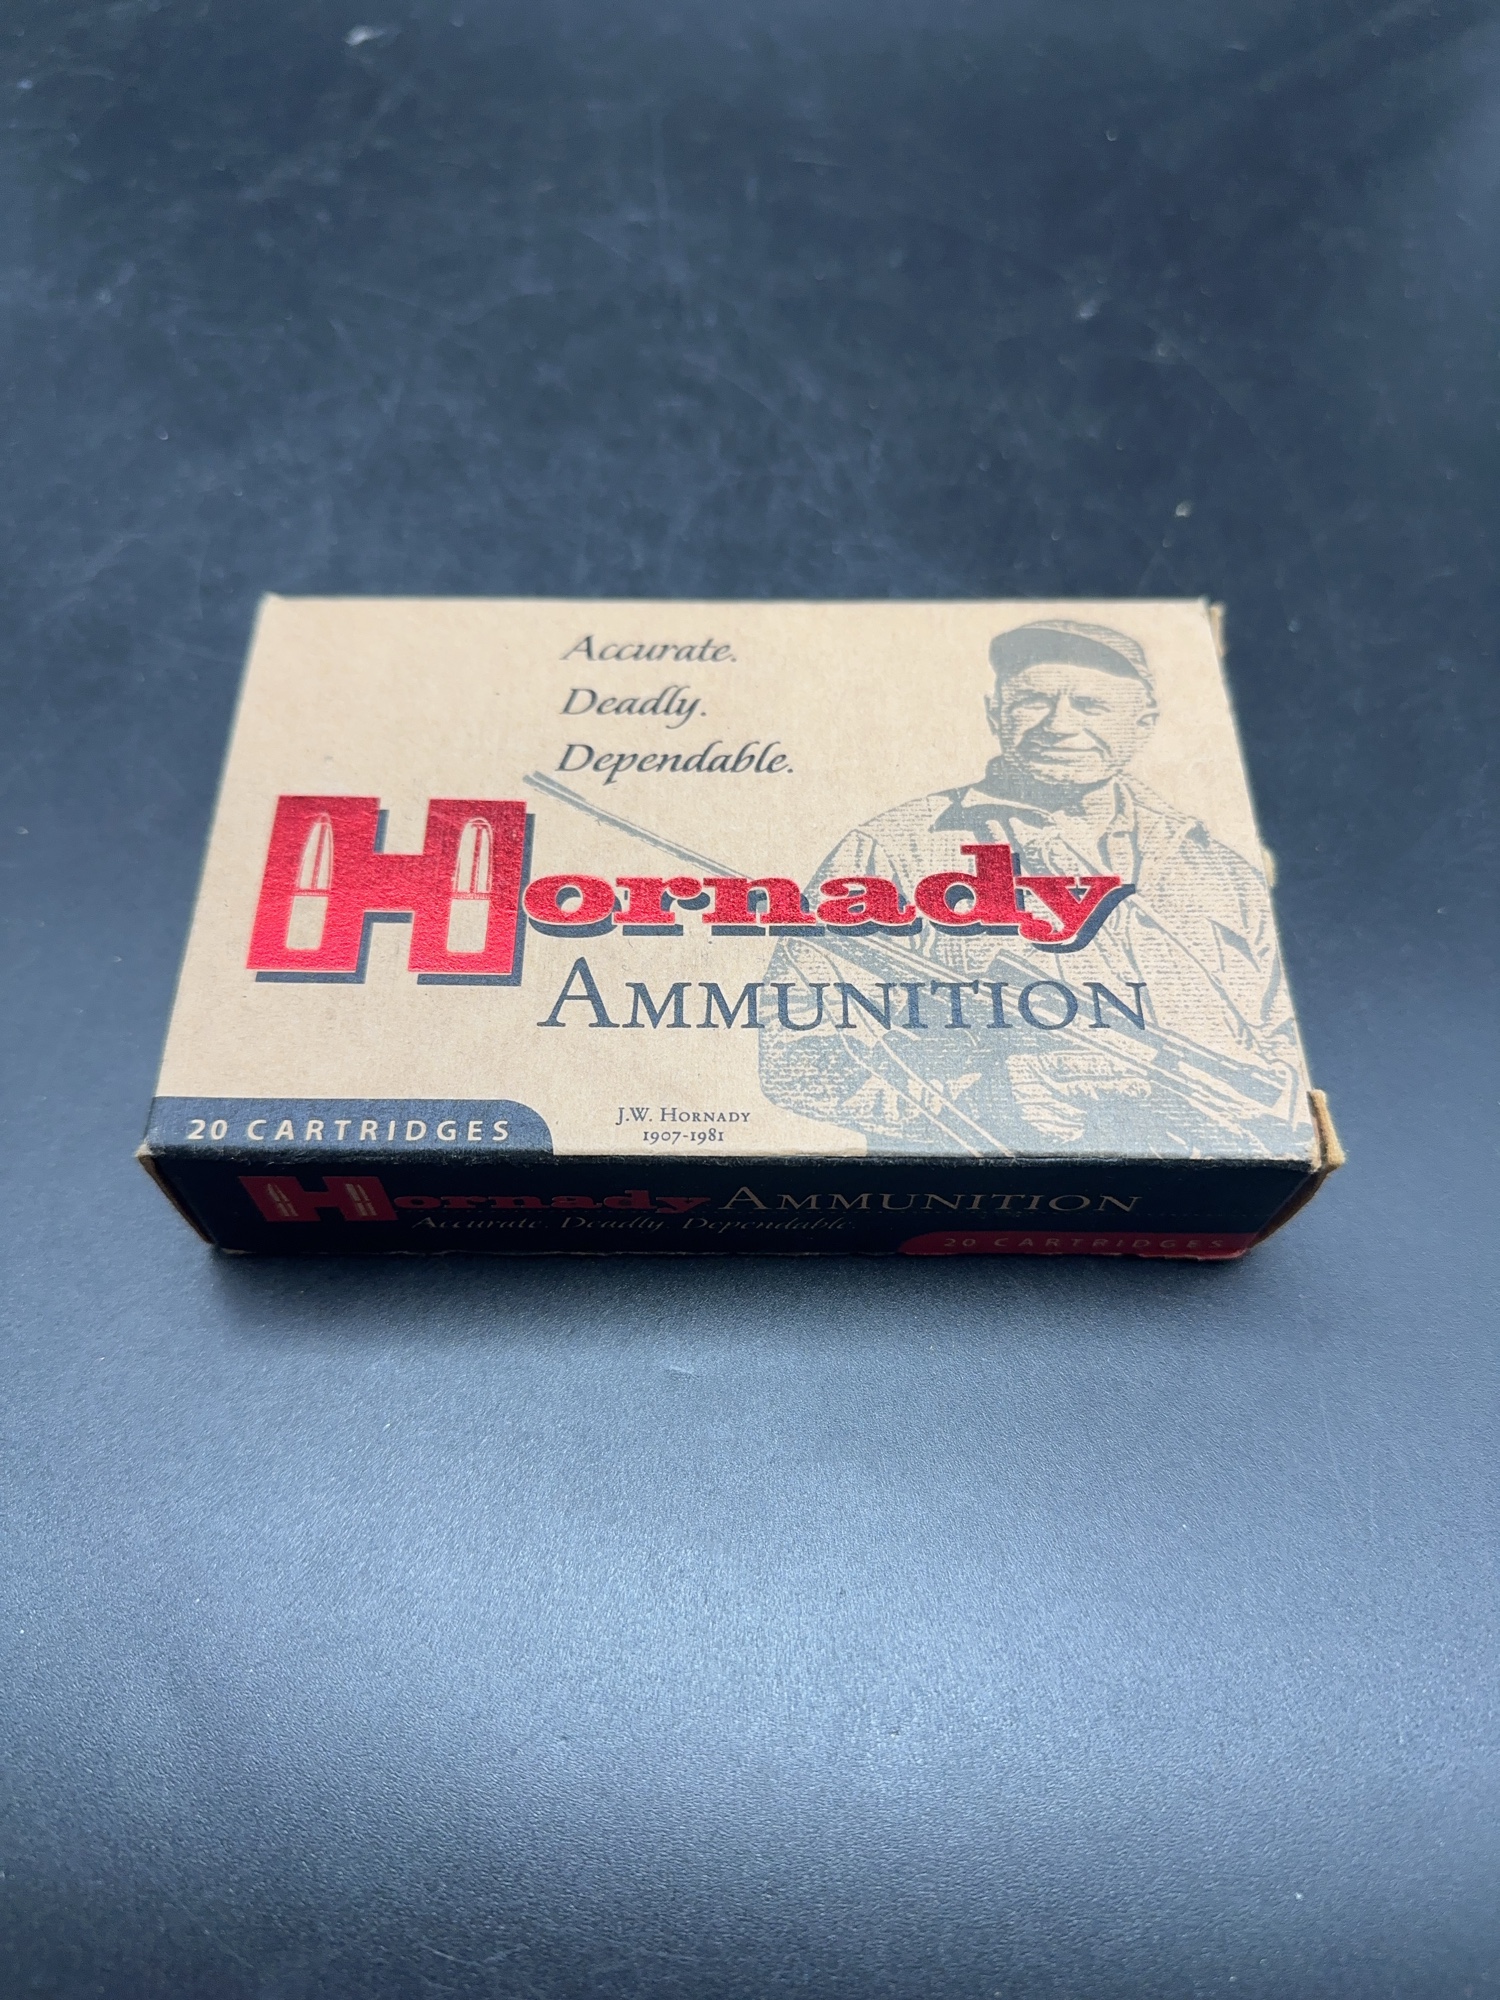 Accurate.
Deadly.
Dependable.
Hornady
AMMUNITION
20 CARTRIDGES
J.W. HORNADY
1907-1981
Hornady AMMUNITION
Accurate. Deadly. Dependable.
20 CARTRIDGES